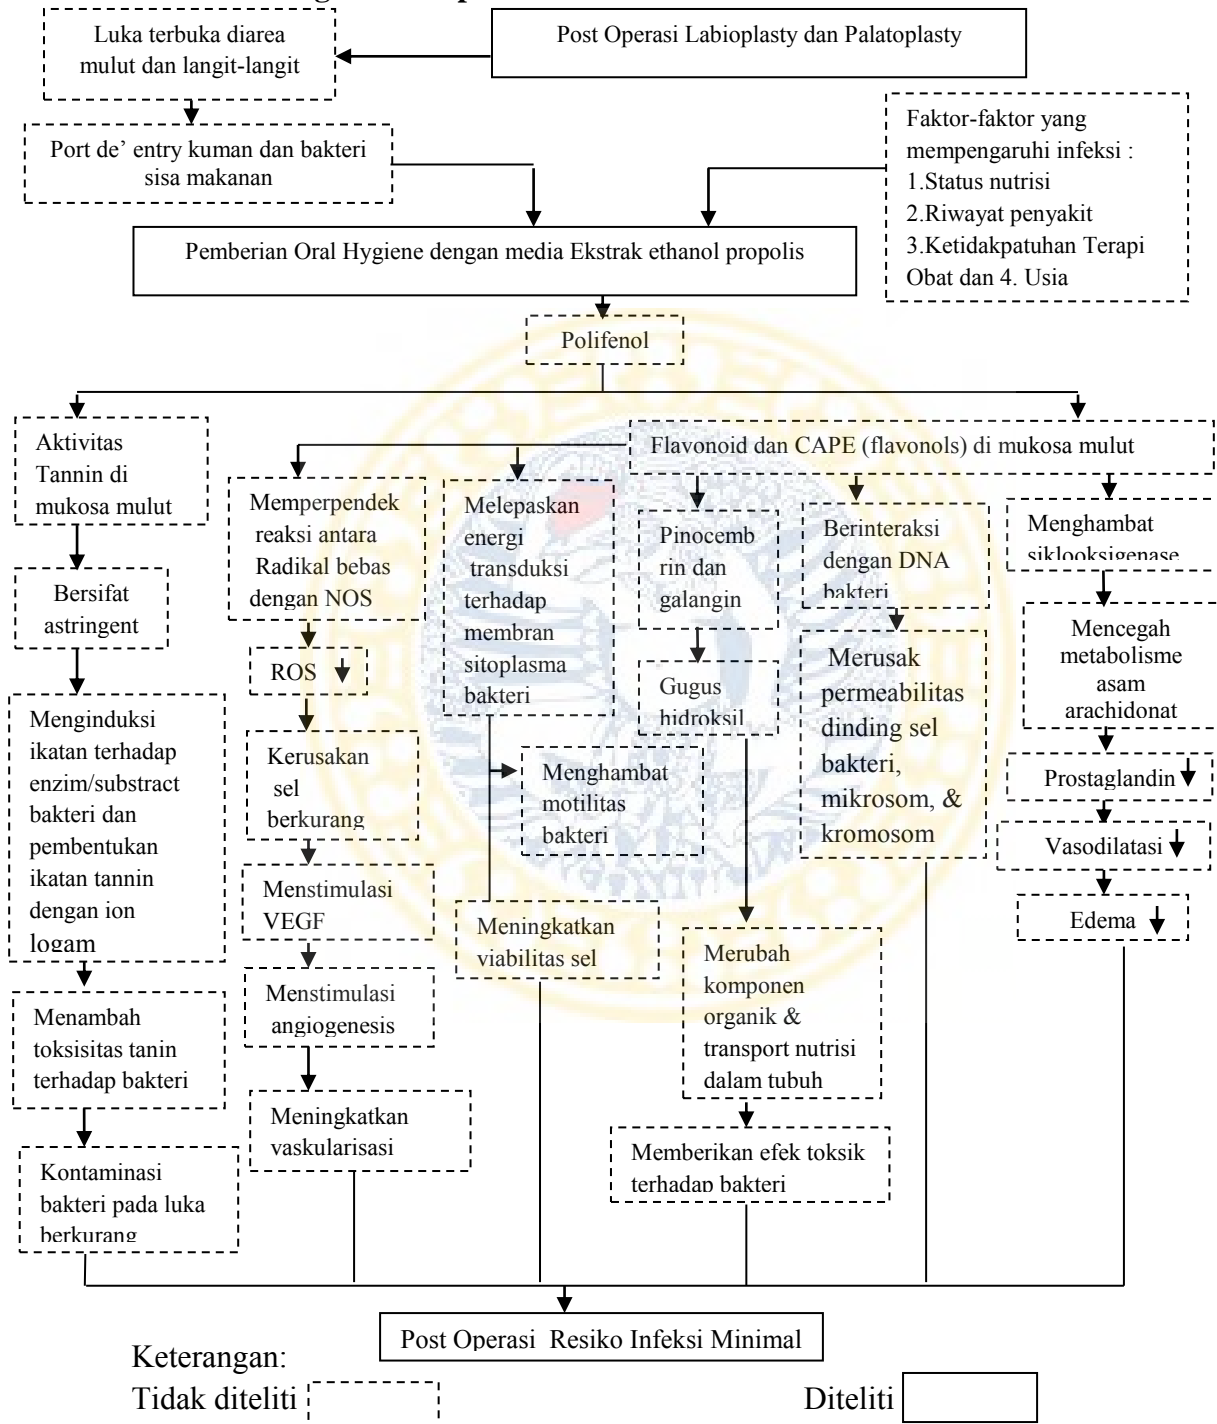 Luka terbuka diarea
mulut dan langit-langit
Post Operasi Labioplasty dan Palatoplasty
Port de’ entry kuman dan bakteri
sisa makanan
Faktor-faktor yang
mempengaruhi infeksi :
1.Status nutrisi
2.Riwayat penyakit
3.Ketidakpatuhan Terapi
Obat dan 4. Usia
Pemberian Oral Hygiene dengan media Ekstrak ethanol propolis
Polifenol
Aktivitas
Tannin di
mukosa mulut
Flavonoid dan CAPE (flavonols) di mukosa mulut
Bersifat
astringent
Menginduksi
ikatan terhadap
enzim/substract
bakteri dan
pembentukan
ikatan tannin
dengan ion
logam
Menambah
toksisitas tanin
terhadap bakteri
Kontaminasi
bakteri pada luka
berkurang
Memperpendek
reaksi antara
Radikal bebas
dengan NOS
ROS
Kerusakan
sel
berkurang
Menstimulasi
VEGF
Menstimulasi
angiogenesis
Meningkatkan
vaskularisasi
Melepaskan
energi
transduksi
terhadap
membran
sitoplasma
bakteri
Menghambat
motilitas
bakteri
Meningkatkan
viabilitas sel
Pinocemb
rin dan
galangin
Gugus
hidroksil
Merubah
komponen
organik &
transport nutrisi
dalam tubuh
Memberikan efek toksik
terhadap bakteri
Berinteraksi
dengan DNA
bakteri
Merusak
permeabilitas
dinding sel
bakteri,
mikrosom, &
kromosom
Menghambat
siklooksigenase
Mencegah
metabolisme
asam
arachidonat
Prostaglandin
Vasodilatasi
Edema
Post Operasi Resiko Infeksi Minimal
Keterangan:
Tidak diteliti
Diteliti